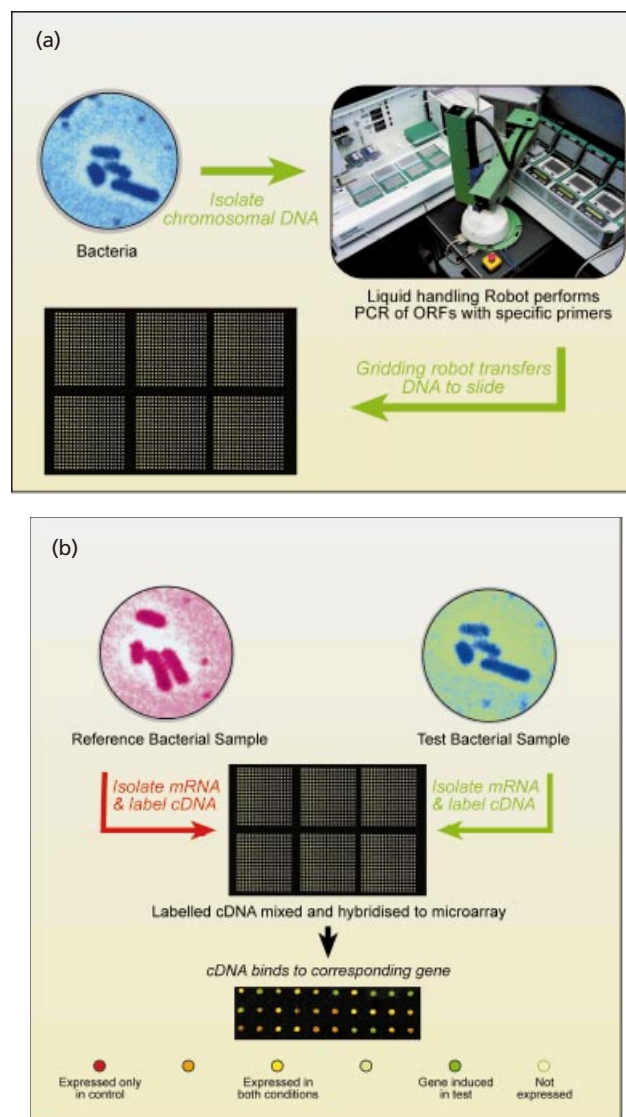 (a)
Isolate
chromosomal DNA
Bacteria
Liquid handling Robot performs
PCR of ORFs with specific primers
Gridding robot transfers
DNA to slide
(b)
Reference Bacterial Sample
Test Bacterial Sample
Isolate mRNA
& label cDNA
Isolate mRNA
& label cDNA
Labelled cDNA mixed and hybridised to microarray
cDNA binds to corresponding gene
Expressed only
in control
Expressed in
both conditions
Gene induced
in test
Not
expressed